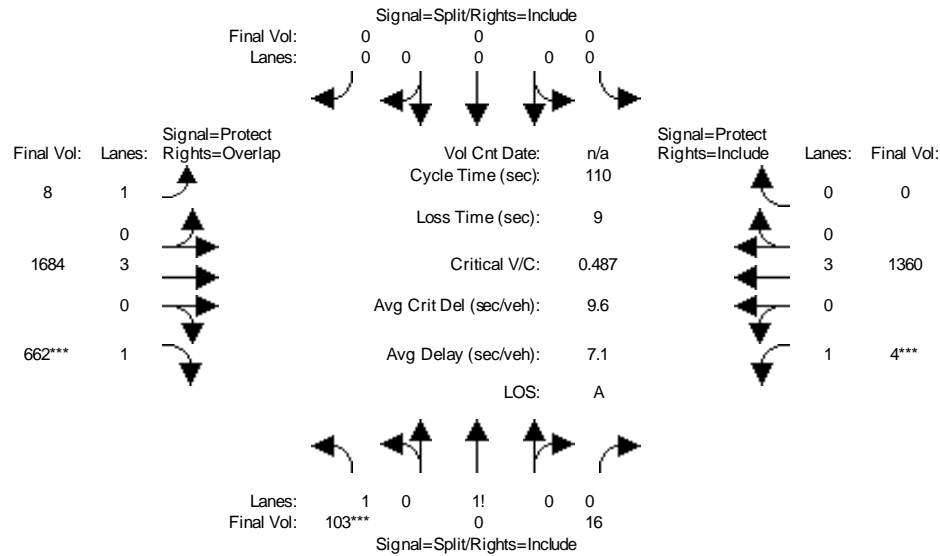 Signal=Split/Rights=Include
Final Vol: 0 0 0
Lanes: 0 0 0 0 0
Signal=Protect Signal=Protect
Final Vol: Lanes: Rights=Overlap Vol Cnt Date: n/a Rights=Include Lanes: Final Vol:
Cycle Time (sec): 110
8 1 0 0
Loss Time (sec): 9
0 0
1684 3 Critical V/C: 0.487 3 1360
0 Avg Crit Del (sec/veh): 9.6 0
662*** 1 Avg Delay (sec/veh): 7.1 1 4***
LOS: A
Lanes: 1 0 1! 0 0
Final Vol: 103*** 0 16
Signal=Split/Rights=Include